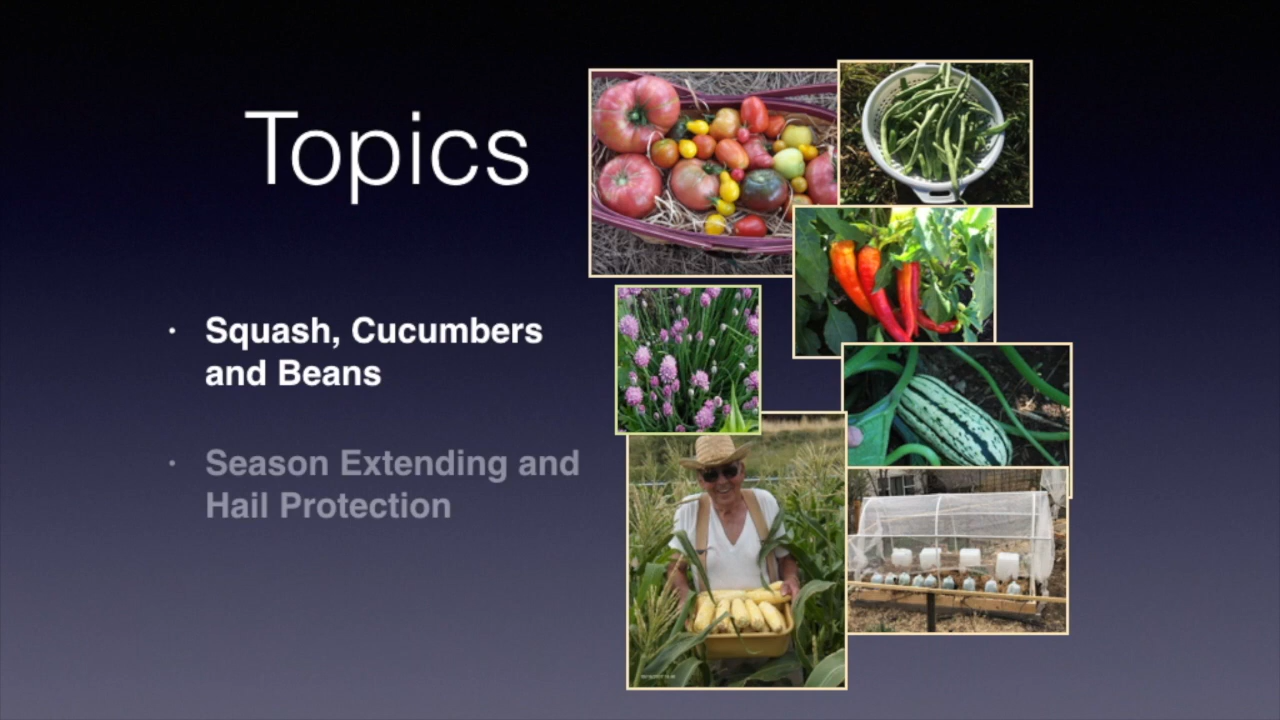 Topics
• Squash, Cucumbers
and Beans
• Season Extending and
Hail Protection